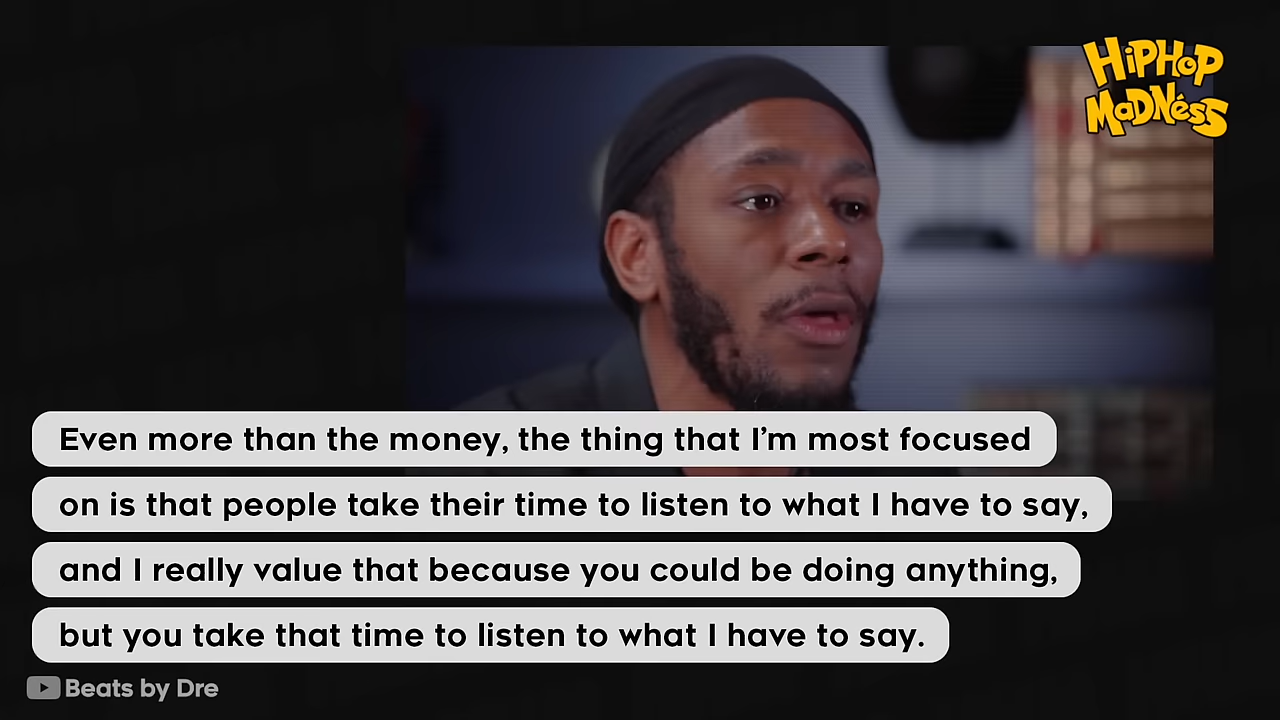 HiPHoP
MaDNéss
Even more than the money, the thing that I’m most focused
on is that people take their time to listen to what I have to say,
and I really value that because you could be doing anything,
but you take that time to listen to what I have to say.
Beats by Dre